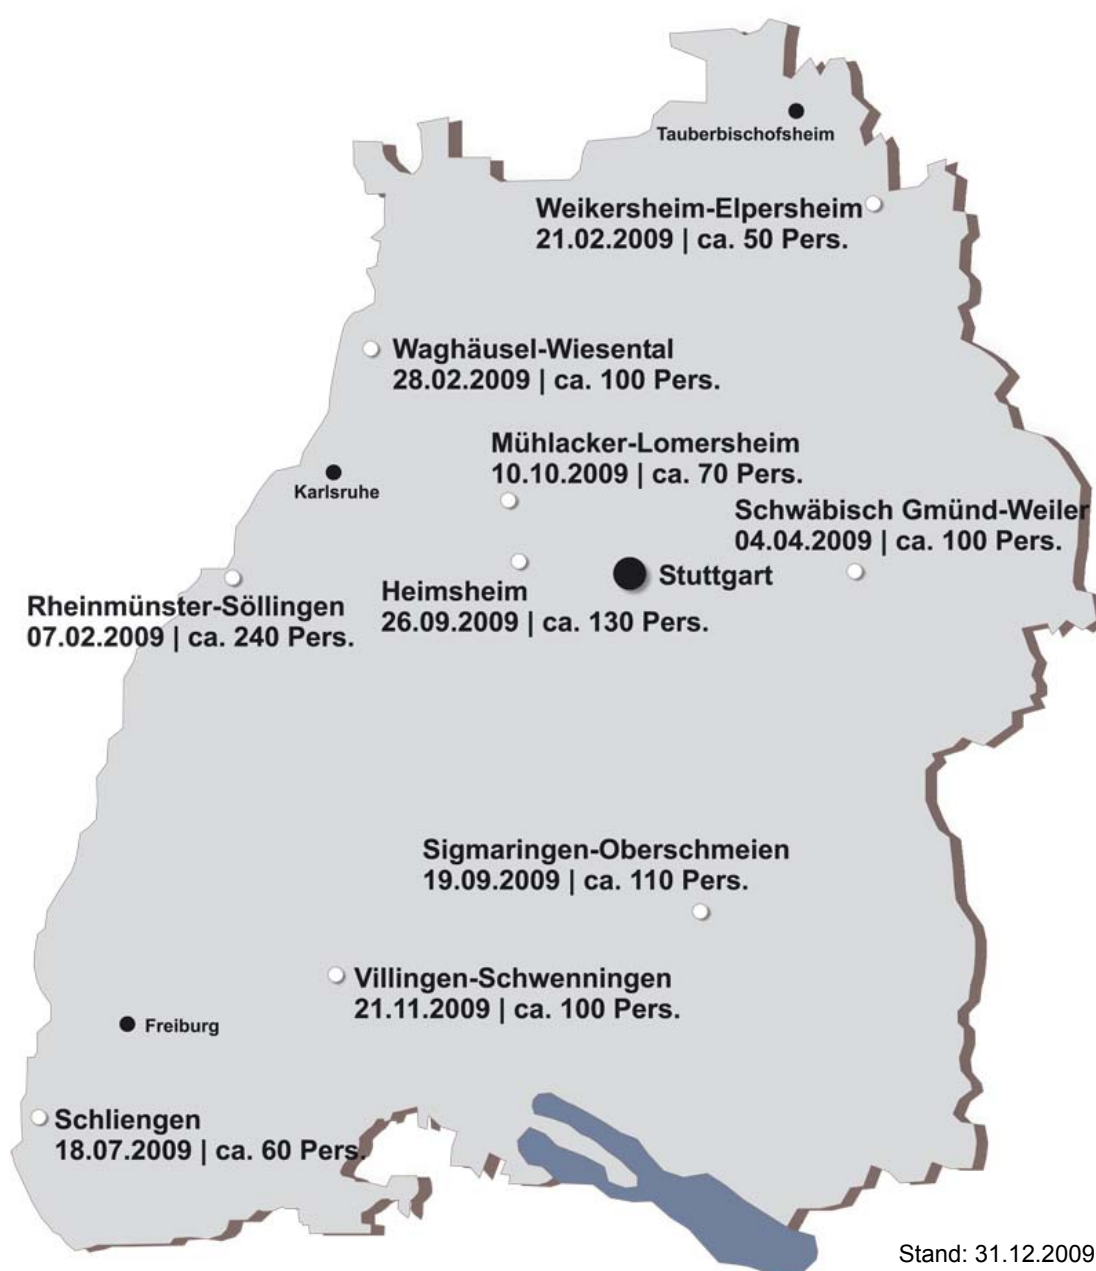 Tauberbischofsheim
Weikersheim-Elpersheim
21.02.2009 | ca. 50 Pers.
Waghäusel-Wiesental
28.02.2009 | ca. 100 Pers.
Mühlacker-Lomersheim
10.10.2009 | ca. 70 Pers.
Karlsruhe
Schwäbisch Gmünd-Weiler
04.04.2009 | ca. 100 Pers.
Stuttgart
Heimsheim
26.09.2009 | ca. 130 Pers.
Rheinmünster-Söllingen
07.02.2009 | ca. 240 Pers.
Sigmaringen-Oberschmeien
19.09.2009 | ca. 110 Pers.
Villingen-Schwenningen
21.11.2009 | ca. 100 Pers.
Freiburg
Schliengen
18.07.2009 | ca. 60 Pers.
Stand: 31.12.2009